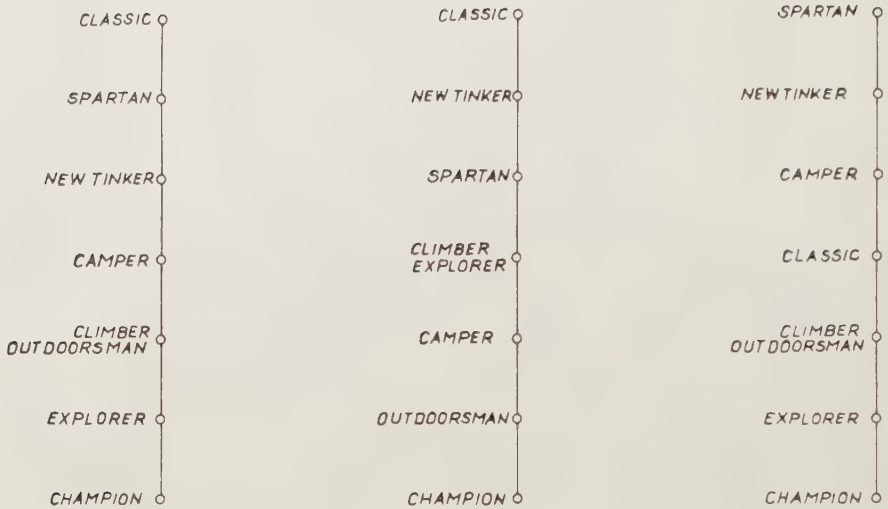 CLASSIC
SPARTAN
NEW TINKER
CAMPER
CLIMBER
OUTDOORSMAN
EXPLORER
CHAMPION
CLASSIC
NEW TINKER
SPARTAN
CLIMBER
EXPLORER
CAMPER
OUTDOORSMAN
CHAMPION
SPARTAN
NEW TINKER
CAMPER
CLASSIC
CLIMBER
OUTDOORSMAN
EXPLORER
CHAMPION